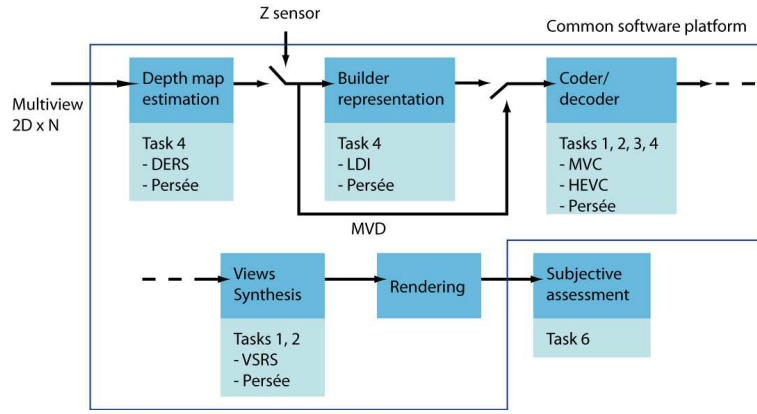 Z sensor
Common software platform
Multiview
2D x N
Depth map
estimation
Task 4
- DERS
- Persée
Builder
representation
Task 4
- LDI
- Persée
Coder/
decoder
Tasks 1, 2, 3, 4
- MVC
- HEVC
- Persée
MVD
Views
Synthesis
Tasks 1, 2
- VSRS
- Persée
Rendering
Subjective
assessment
Task 6